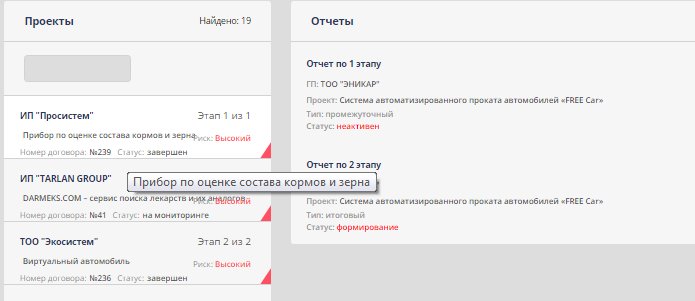 Проекты
Найдено: 19
ИП "Просистем"
Этап 1 из 1
Прибор по оценке состава кормов и зерна
Риск: Высокий
Номер договора: №239 Статус: завершен
ИП "TARLAN GROUP"
Прибор по оценке состава кормов и зерна
DARMEKS.COM – сервис поиска лекарств и их аналогов
Риск: Высокий
Номер договора: №41 Статус: на мониторинге
ТОО "Экосистем"
Этап 2 из 2
Виртуальный автомобиль
Риск: Высокий
Номер договора: №236 Статус: завершен
Отчеты
Отчет по 1 этапу
ГП: ТОО "ЭНИКАР"
Проект: Система автоматизированного проката автомобилей «FREE Car»
Тип: промежуточный
Статус: неактивен
Отчет по 2 этапу
Проект: Система автоматизированного проката автомобилей «FREE Car»
Тип: итоговый
Статус: формирование